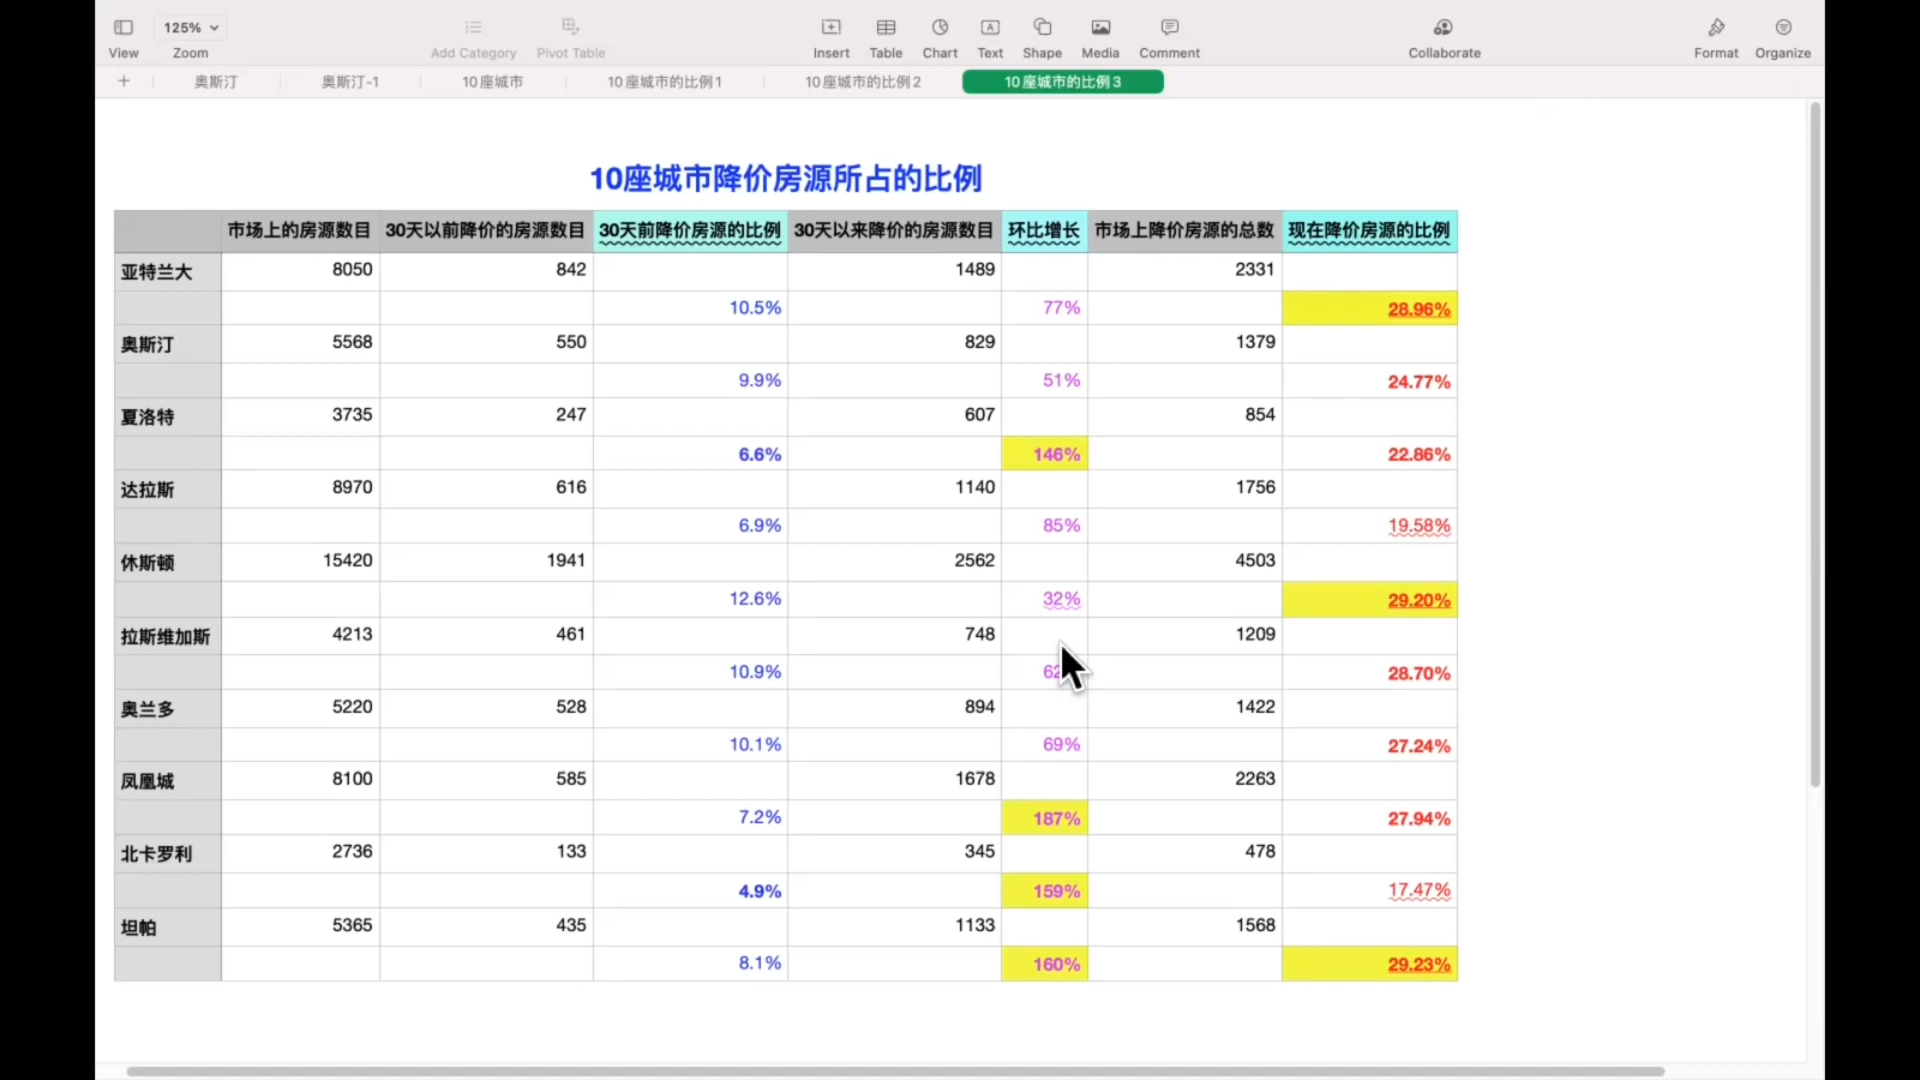 125%
View
Zoom
Add Category
Pivot Table
Insert
Table
Chart
Text
Shape
Media
Comment
Collaborate
Format
Organize
奥斯汀
奥斯汀-1
10座城市
10座城市的比例1
10座城市的比例2
10座城市的比例3
10座城市降价房源所占的比例
市场上的房源数目 30天以前降价的房源数目 30天前降价房源的比例 30天以来降价的房源数目 环比增长 市场上降价房源的总数 现在降价房源的比例
亚特兰大 8050 842 1489 2331
10.5% 77% 28.96%
奥斯汀 5568 550 829 1379
9.9% 51% 24.77%
夏洛特 3735 247 607 854
6.6% 146% 22.86%
达拉斯 8970 616 1140 1756
6.9% 85% 19.58%
休斯顿 15420 1941 2562 4503
12.6% 32% 29.20%
拉斯维加斯 4213 461 748 1209
10.9% 28.70%
奥兰多 5220 528 894 1422
10.1% 69% 27.24%
凤凰城 8100 585 1678 2263
7.2% 187% 27.94%
北卡罗利 2736 133 345 478
4.9% 159% 17.47%
坦帕 5365 435 1133 1568
8.1% 160% 29.23%